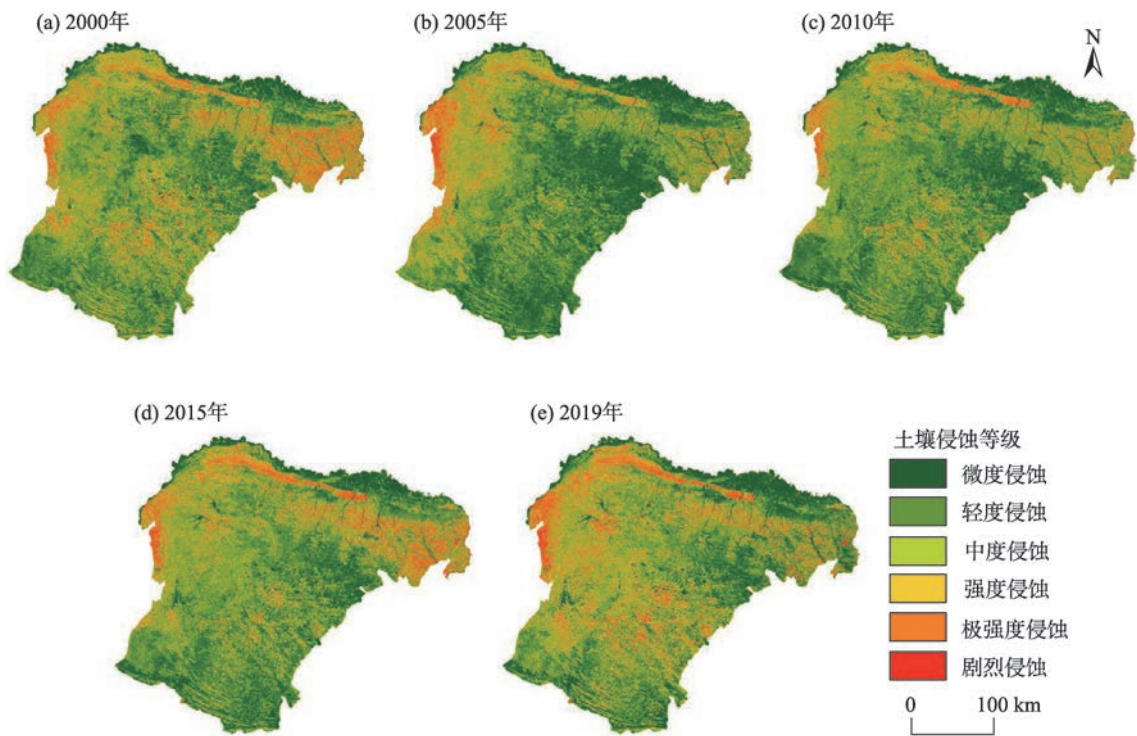 (a) 2000年
(b) 2005年
(c) 2010年
N
(d) 2015年
(e) 2019年
土壤侵蚀等级
微度侵蚀
轻度侵蚀
中度侵蚀
强度侵蚀
极强度侵蚀
剧烈侵蚀
0 100 km